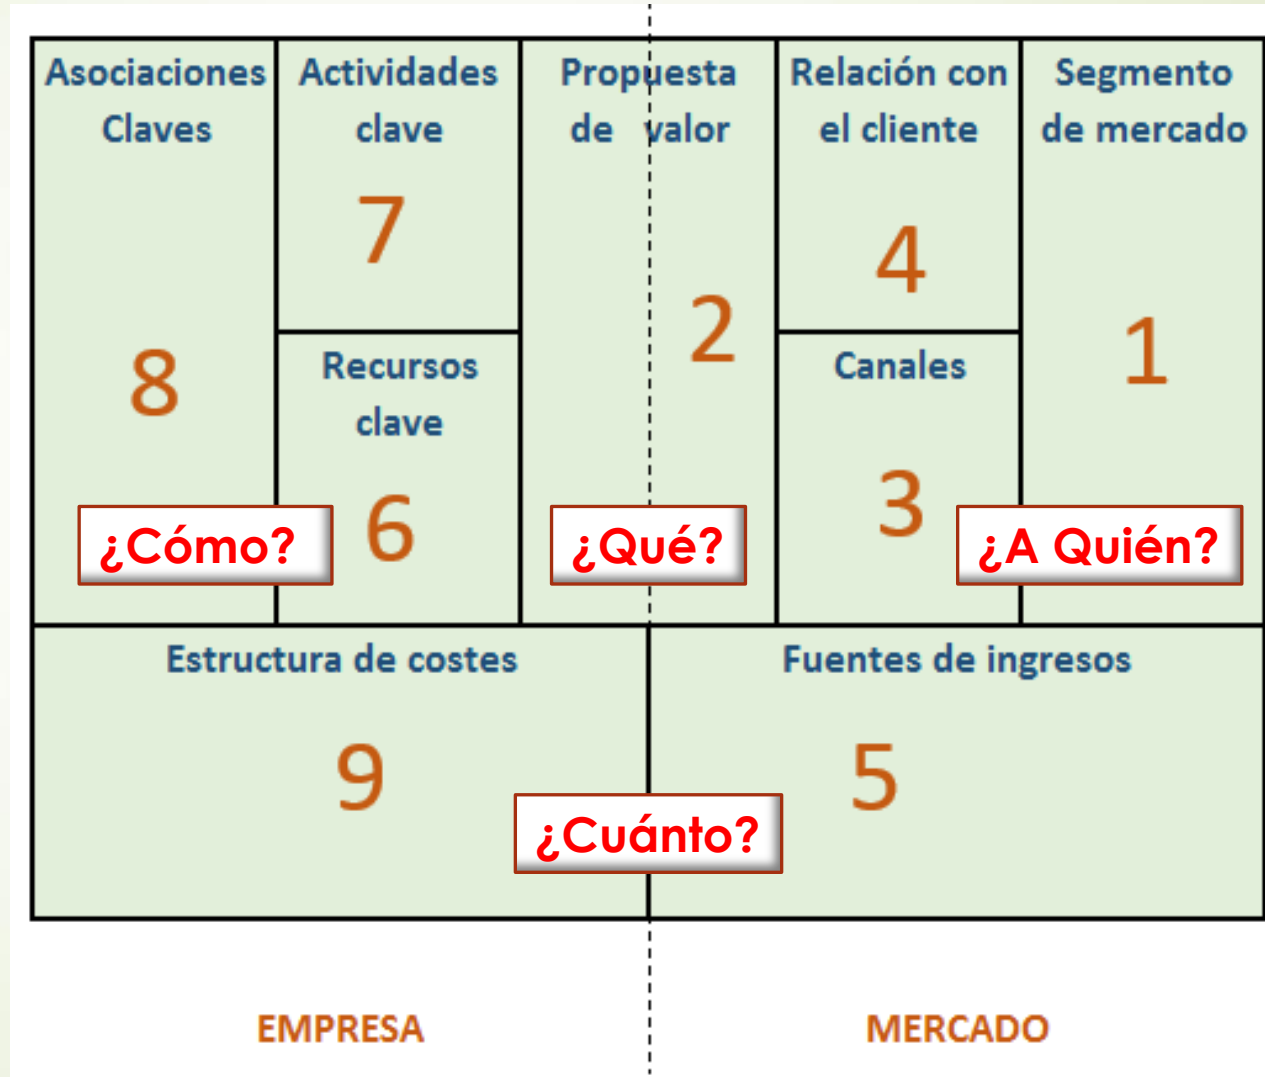 Asociaciones
Claves
8
Actividades
clave
7
Recursos
clave
6
Propuesta
de valor
2
Relación con
el cliente
4
Canales
3
Segmento
de mercado
1
¿Cómo?
¿Qué?
¿A Quién?
Estructura de costes
9
Fuentes de ingresos
5
¿Cuánto?
EMPRESA
MERCADO